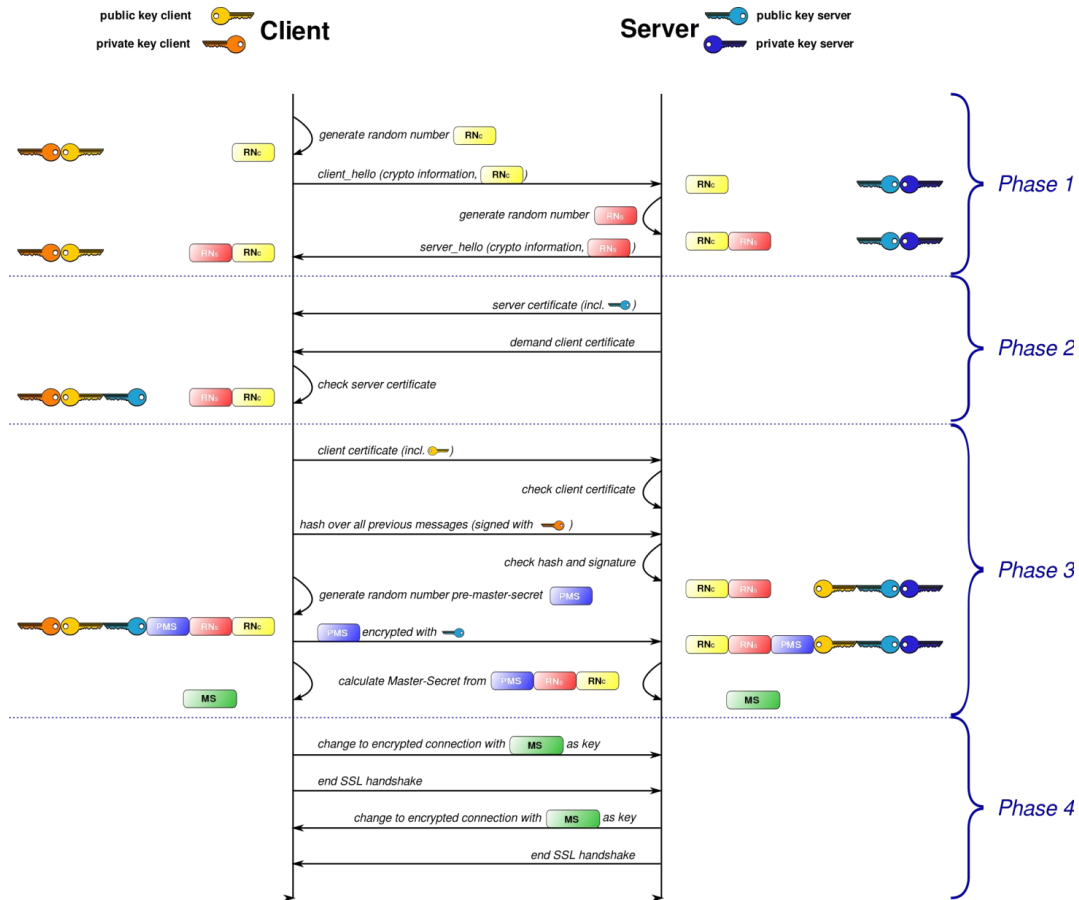 public key client
private key client
Client
Server
public key server
private key server
generate random number RNc
RNc
client_hello (crypto information, RNc)
RNc
Phase 1
generate random number RNs
server_hello (crypto information, RNs)
RNc RNs
RNs RNc
server certificate (incl. )
demand client certificate
Phase 2
check server certificate
RNs RNc
client certificate (incl. )
check client certificate
hash over all previous messages (signed with )
check hash and signature
Phase 3
RNc RNs
generate random number pre-master-secret PMS
PMS RNs RNc
PMS encrypted with
RNc RNs PMS
calculate Master-Secret from PMS RNs RNc
MS
MS
change to encrypted connection with MS as key
end SSL handshake
Phase 4
change to encrypted connection with MS as key
end SSL handshake